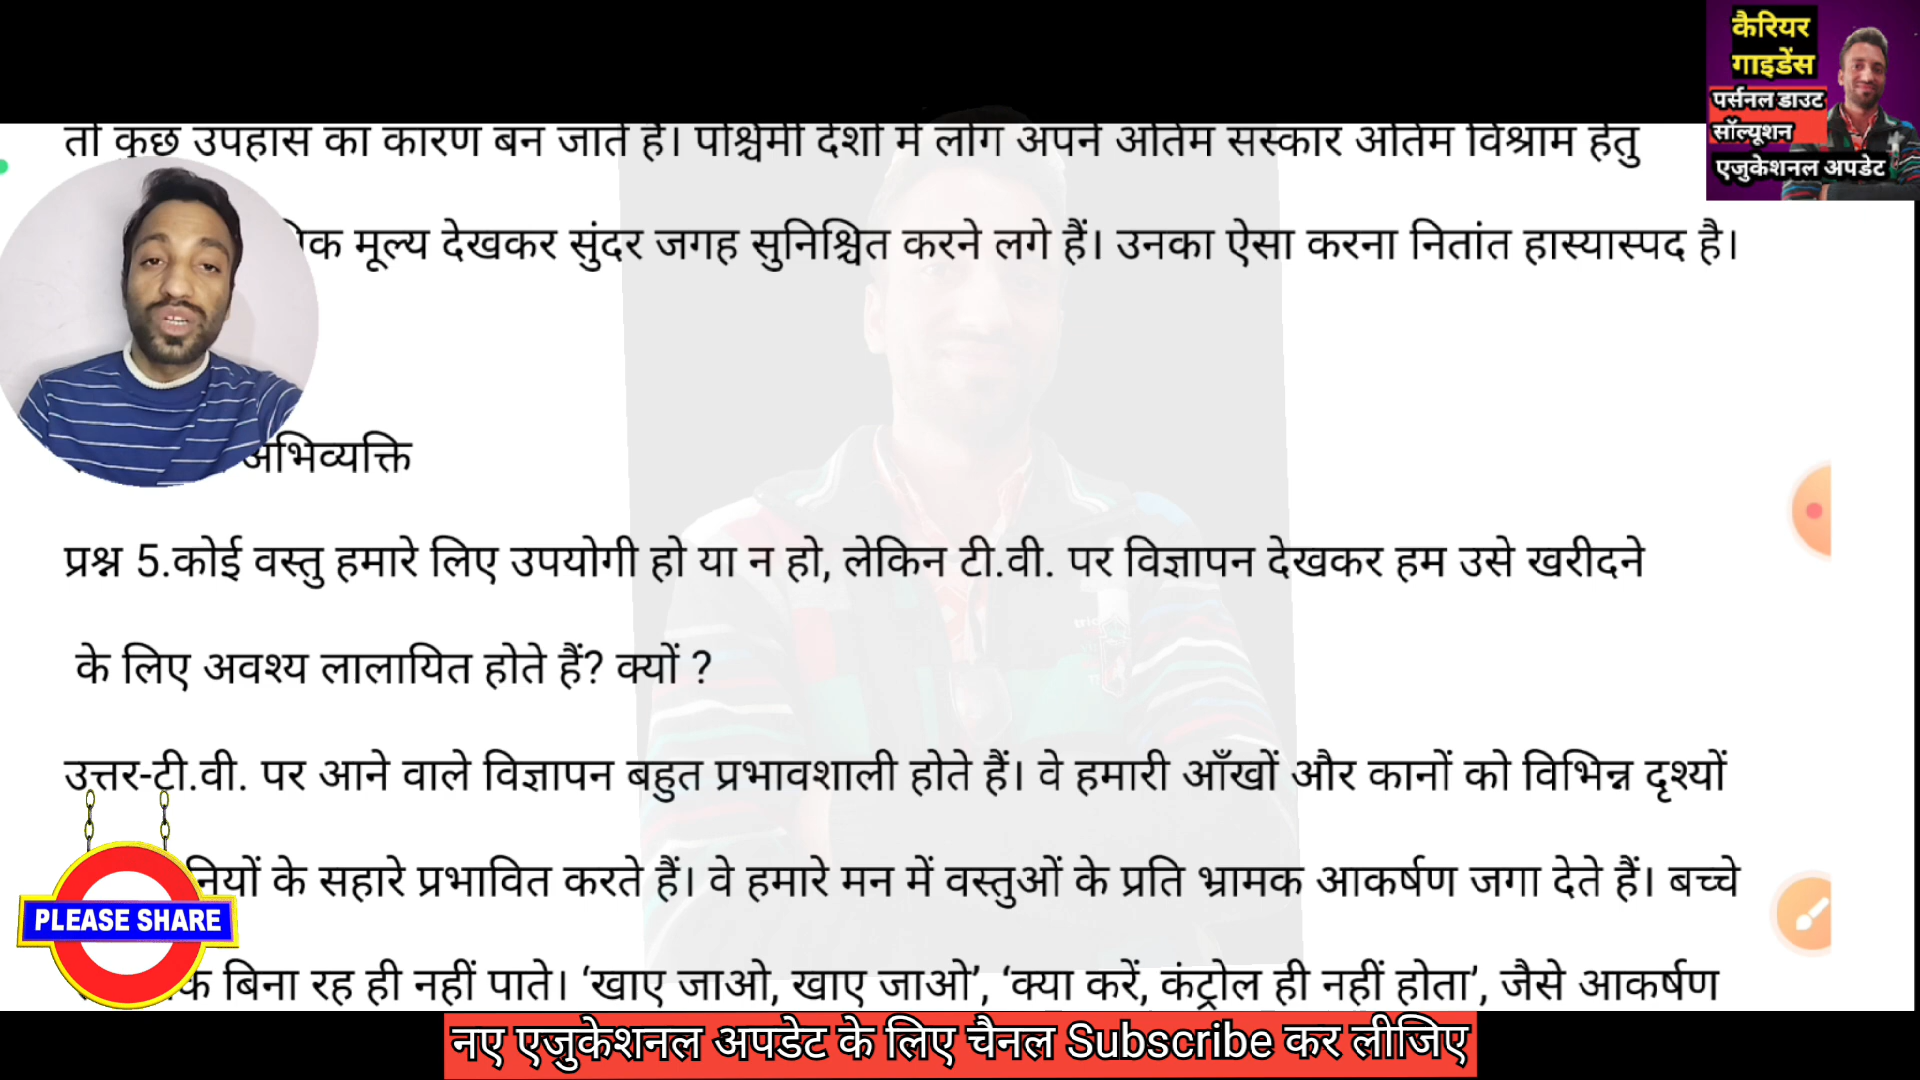 कैरियर
गाइडेंस
पर्सनल डाउट
सॉल्यूशन
एजुकेशनल अपडेट
तो कुछ उपहास का कारण बन जाते हैं। पश्चिमी देशों में लोग अपने अंतिम संस्कार अंतिम विश्राम हेतु
मूल्य देखकर सुंदर जगह सुनिश्चित करने लगे हैं। उनका ऐसा करना नितांत हास्यास्पद है।
अभिव्यक्ति
प्रश्न 5.कोई वस्तु हमारे लिए उपयोगी हो या न हो, लेकिन टी.वी. पर विज्ञापन देखकर हम उसे खरीदने
के लिए अवश्य लालायित होते हैं? क्यों ?
उत्तर-टी.वी. पर आने वाले विज्ञापन बहुत प्रभावशाली होते हैं। वे हमारी आँखों और कानों को विभिन्न दृश्यों
के सहारे प्रभावित करते हैं। वे हमारे मन में वस्तुओं के प्रति भ्रामक आकर्षण जगा देते हैं। बच्चे
बिना रह ही नहीं पाते। ‘खाए जाओ, खाए जाओ’, ‘क्या करें, कंट्रोल ही नहीं होता’, जैसे आकर्षण
PLEASE SHARE
नए एजुकेशनल अपडेट के लिए चैनल Subscribe कर लीजिए